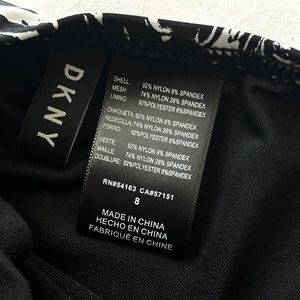 DKNY
SHELL: 92% NYLON 8% SPANDEX
MESH: 74% NYLON 26% SPANDEX
LINING: 92%POLYESTER 8%SPANDEX
CHAQUETA: 92% NYLON 8% SPANDEX
REDECILLA: 74% NYLON 26% SPANDEX
FORRO: 92%POLYESTER 8%SPANDEX
VESTE: 92% NYLON 8% SPANDEX
MAILLE: 74% NYLON 26% SPANDEX
DOUBLURE: 92%POLYESTER 8%SPANDEX
RN#54163 CA#57151
8
MADE IN CHINA
HECHO EN CHINA
FABRIQUÉ EN CHINE